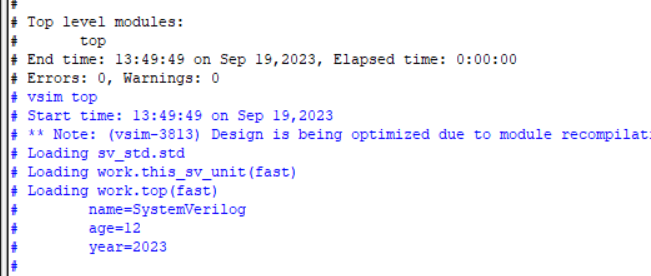 #
# Top level modules:
#       top
# End time: 13:49:49 on Sep 19,2023, Elapsed time: 0:00:00
# Errors: 0, Warnings: 0
# vsim top
# Start time: 13:49:49 on Sep 19,2023
# ** Note: (vsim-3813) Design is being optimized due to module
# Loading sv_std.std
# Loading work.this_sv_unit(fast)
# Loading work.top(fast)
#        name=SystemVerilog
#        age=12
#        year=2023
#